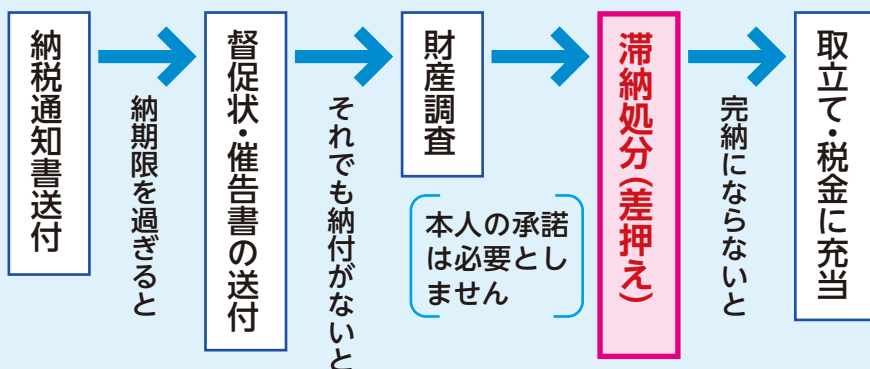 納税通知書送付
納期限を過ぎると
督促状・催告書の送付
それでも納付がないと
財産調査
本人の承諾
は必要とし
ません
滞納処分(差押え)
完納にならないと
取立て・税金に充当